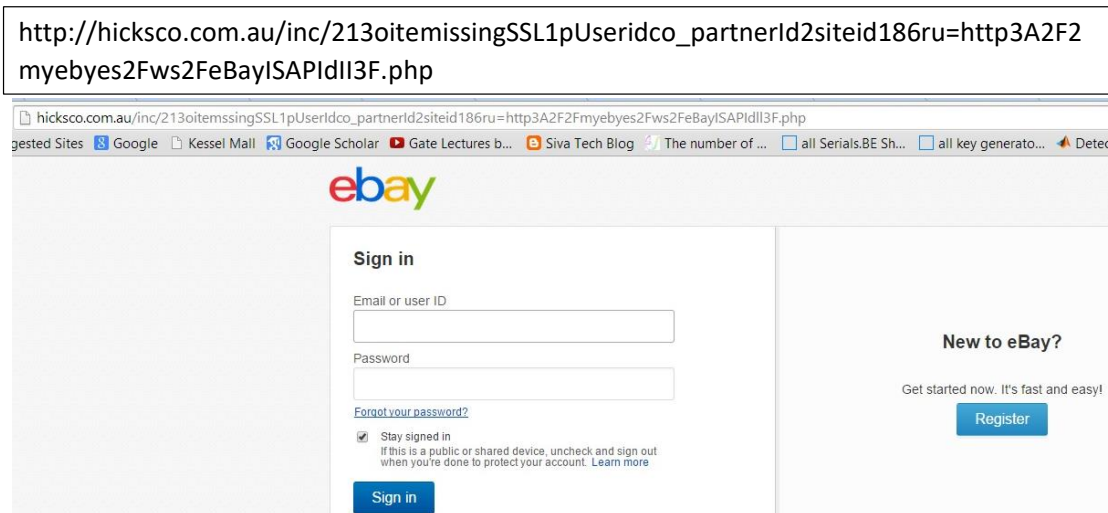 http://hicksco.com.au/inc/213oitemissingSSL1pUseridco_partnerId2siteid186ru=http3A2F2
myebyes2Fws2FeBayISAPIdII3F.php
hicksco.com.au/inc/213oitemssingSSL1pUserIdco_partnerId2siteid186ru=http3A2F2Fmyebyes2Fws2FeBayISAPIdll3F.php
gested Sites Google Kessel Mall Google Scholar Gate Lectures b... Siva Tech Blog The number of ... all Serials.BE Sh... all key generato... Detec
ebay
Sign in
Email or user ID
New to eBay?
Password
Get started now. It's fast and easy!
Forgot your password?
Register
Stay signed in
If this is a public or shared device, uncheck and sign out
when you're done to protect your account. Learn more
Sign in